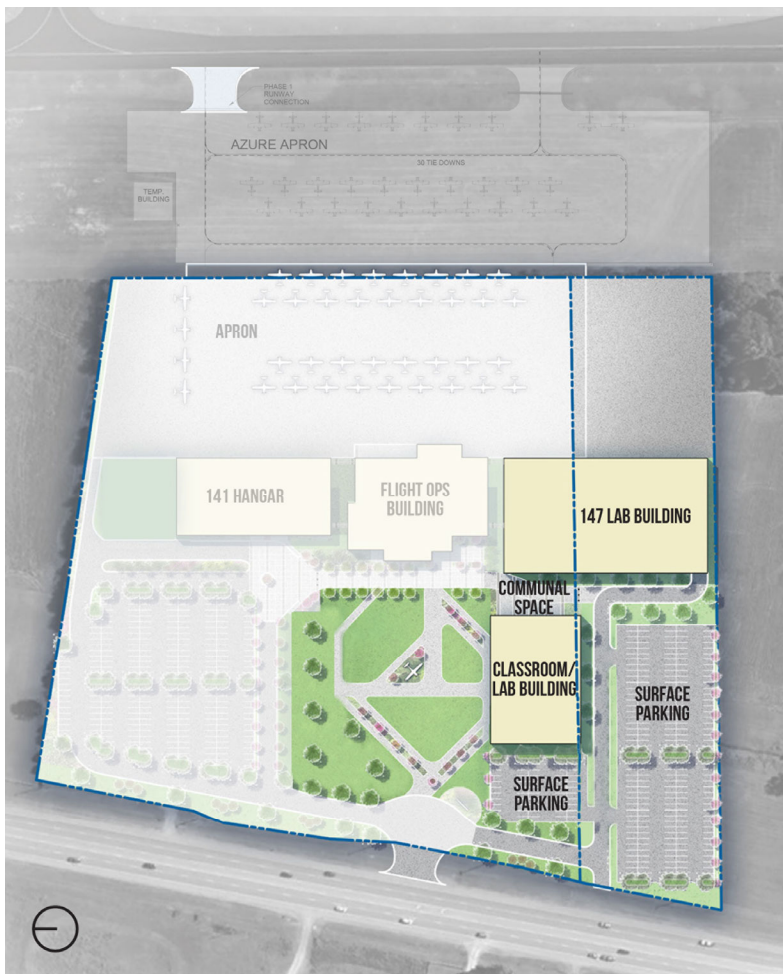 PHASE 1
RUNWAY
CONNECTION
AZURE APRON
30 TIE DOWNS
TEMP.
BUILDING
APRON
141 HANGAR
FLIGHT OPS
BUILDING
147 LAB BUILDING
COMMUNAL
SPACE
CLASSROOM/
LAB BUILDING
SURFACE
PARKING
SURFACE
PARKING